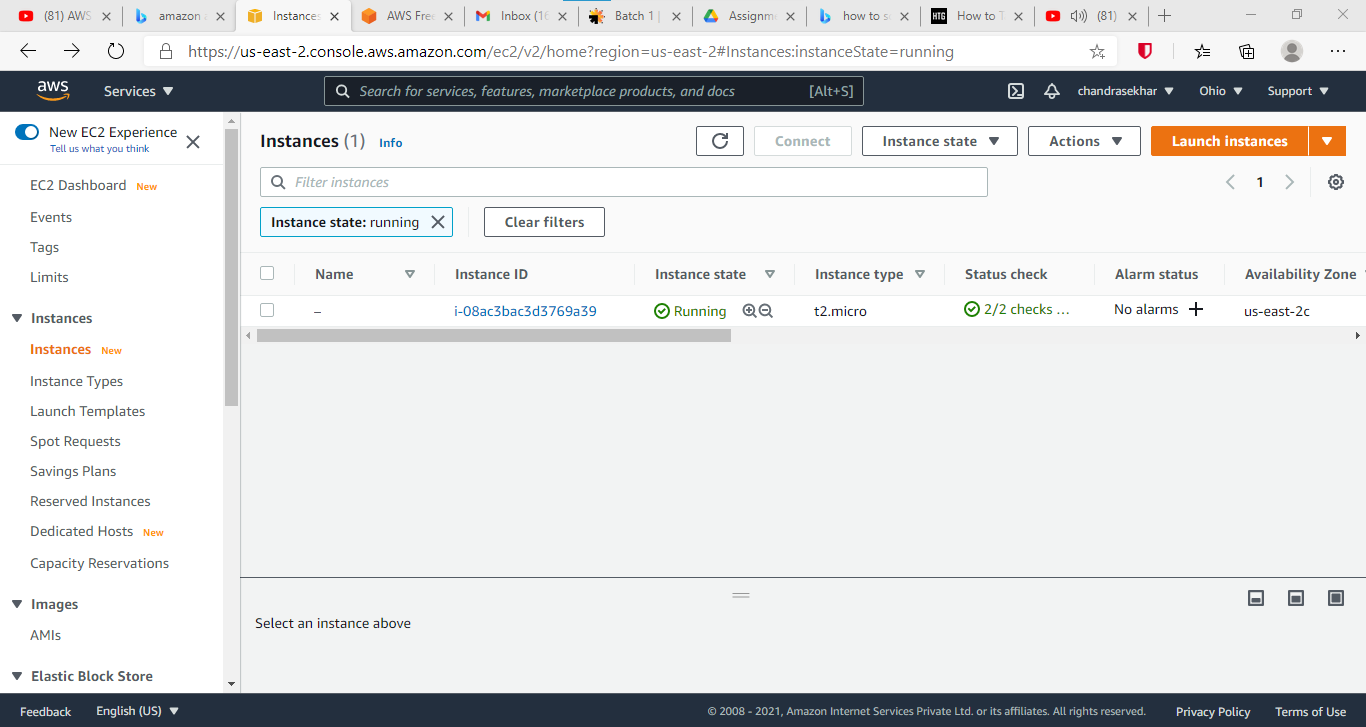 (81) AWS
amazon
Instances
AWS Fre
Inbox (16
Batch 1 |
Assignm
how to s
HTG
How to T
(81)
https://us-east-2.console.aws.amazon.com/ec2/v2/home?region=us-east-2#Instances:instanceState=running
aws
Services
Search for services, features, marketplace products, and docs
[Alt+S]
chandrasekhar
Ohio
Support
New EC2 Experience
Tell us what you think
EC2 Dashboard New
Events
Tags
Limits
Instances
Instances New
Instance Types
Launch Templates
Spot Requests
Savings Plans
Reserved Instances
Dedicated Hosts New
Capacity Reservations
Images
AMIs
Elastic Block Store
Instances (1) Info
Connect
Instance state
Actions
Launch instances
Filter instances
1
Instance state: running
Clear filters
Name
Instance ID
Instance state
Instance type
Status check
Alarm status
Availability Zone
–
i-08ac3bac3d3769a39
Running
t2.micro
2/2 checks ...
No alarms
us-east-2c
Select an instance above
Feedback
English (US)
© 2008 - 2021, Amazon Internet Services Private Ltd. or its affiliates. All rights reserved.
Privacy Policy
Terms of Use